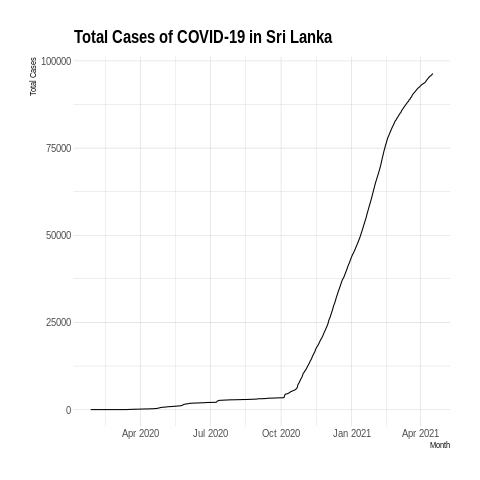 Total Cases of COVID-19 in Sri Lanka
Total Cases
100000
75000
50000
25000
0
Apr 2020 Jul 2020 Oct 2020 Jan 2021 Apr 2021
Month